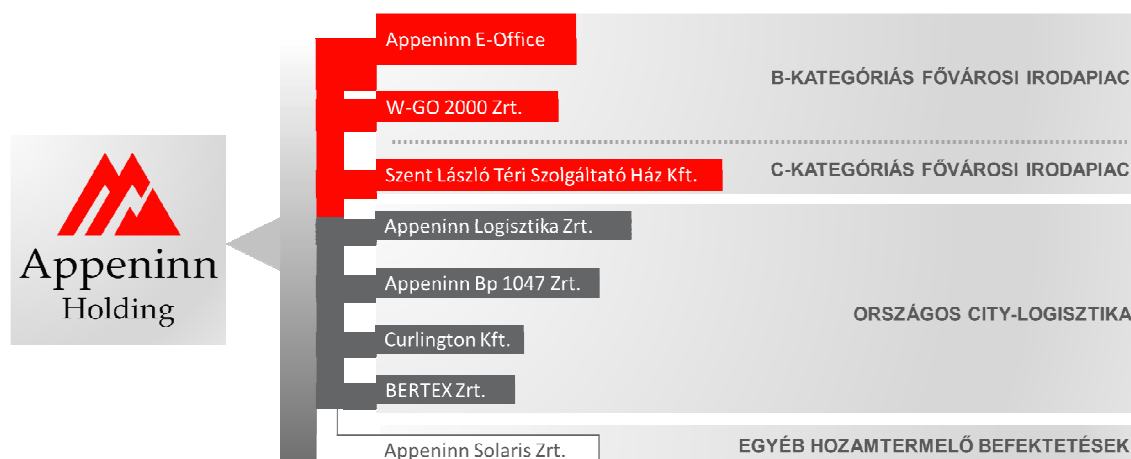 Appeninn
Holding
Appeninn E-Office
W-GO 2000 Zrt.
B-KATEGÓRIÁS FŐVÁROSI IRODAPIAC
Szent László Téri Szolgáltató Ház Kft.
C-KATEGÓRIÁS FŐVÁROSI IRODAPIAC
Appeninn Logisztika Zrt.
Appeninn Bp 1047 Zrt.
Curlington Kft.
BERTEX Zrt.
ORSZÁGOS CITY-LOGISZTIKA
Appeninn Solaris Zrt.
EGYÉB HOZAMTERMELŐ BEFEKTETÉSEK